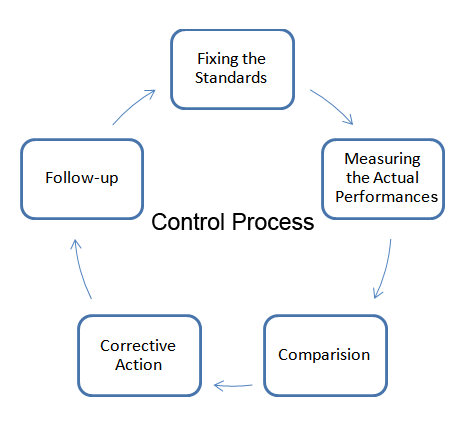 Fixing the
Standards
Measuring
the Actual
Performances
Comparision
Corrective
Action
Follow-up
Control Process